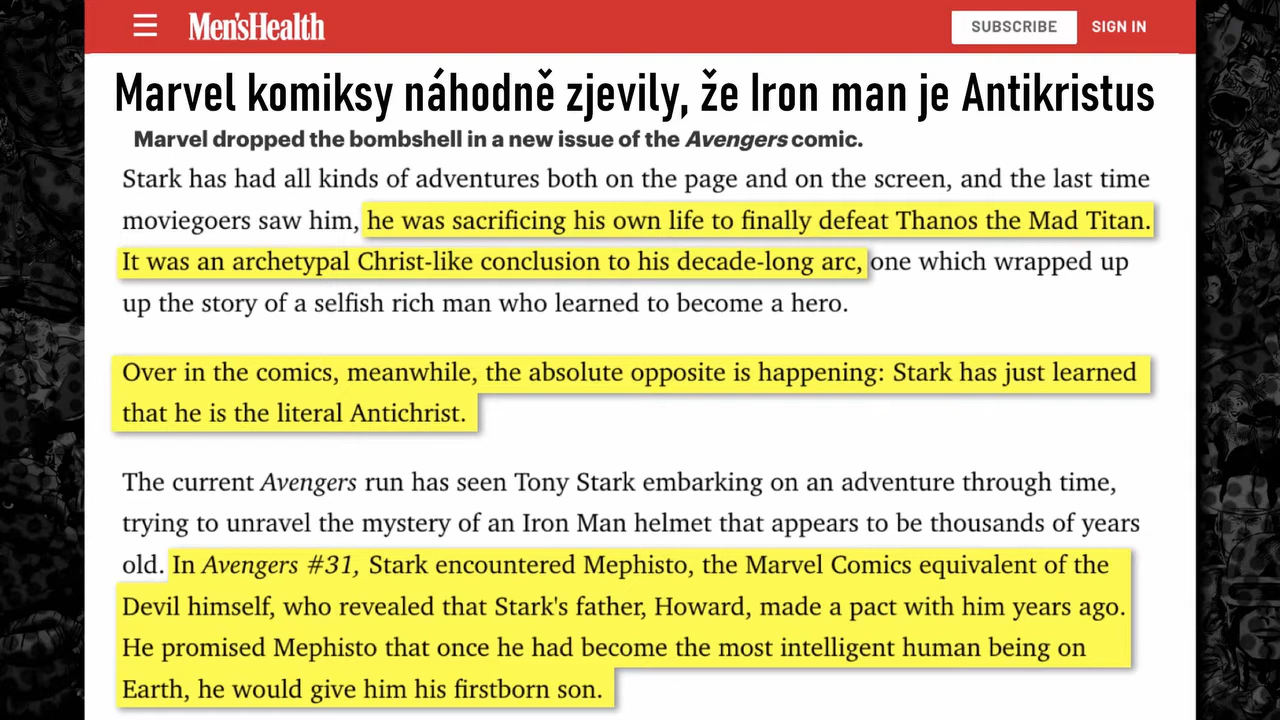 Men'sHealth
SUBSCRIBE
SIGN IN
Marvel komiksy náhodně zjevily, že Iron man je Antikristus
Marvel dropped the bombshell in a new issue of the Avengers comic.
Stark has had all kinds of adventures both on the page and on the screen, and the last time
moviegoers saw him, he was sacrificing his own life to finally defeat Thanos the Mad Titan.
It was an archetypal Christ-like conclusion to his decade-long arc, one which wrapped up
up the story of a selfish rich man who learned to become a hero.
Over in the comics, meanwhile, the absolute opposite is happening: Stark has just learned
that he is the literal Antichrist.
The current Avengers run has seen Tony Stark embarking on an adventure through time,
trying to unravel the mystery of an Iron Man helmet that appears to be thousands of years
old. In Avengers #31, Stark encountered Mephisto, the Marvel Comics equivalent of the
Devil himself, who revealed that Stark's father, Howard, made a pact with him years ago.
He promised Mephisto that once he had become the most intelligent human being on
Earth, he would give him his firstborn son.